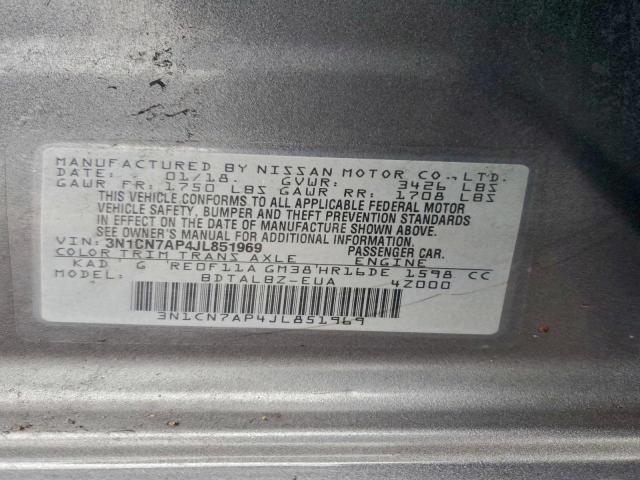 MANUFACTURED BY NISSAN MOTOR CO., LTD.
DATE: 01/18 GVWR: 3426 LBS
GAWR FR: 1750 LBS GAWR RR: 1708 LBS
THIS VEHICLE CONFORMS TO ALL APPLICABLE FEDERAL MOTOR
VEHICLE SAFETY, BUMPER AND THEFT PREVENTION STANDARDS
IN EFFECT ON THE DATE OF MANUFACTURE SHOWN ABOVE.
SEE OWNER'S MANUAL FOR ADDITIONAL INFORMATION.
VIN: 3N1CN7AP4JL851969 PASSENGER CAR.
COLOR TRIM TRANS AXLE ENGINE
KAD G RE0F11A GM38 HR16DE 1598 CC
MODEL: BDTALBZ-EUA 4Z000
3N1CN7AP4JL851969